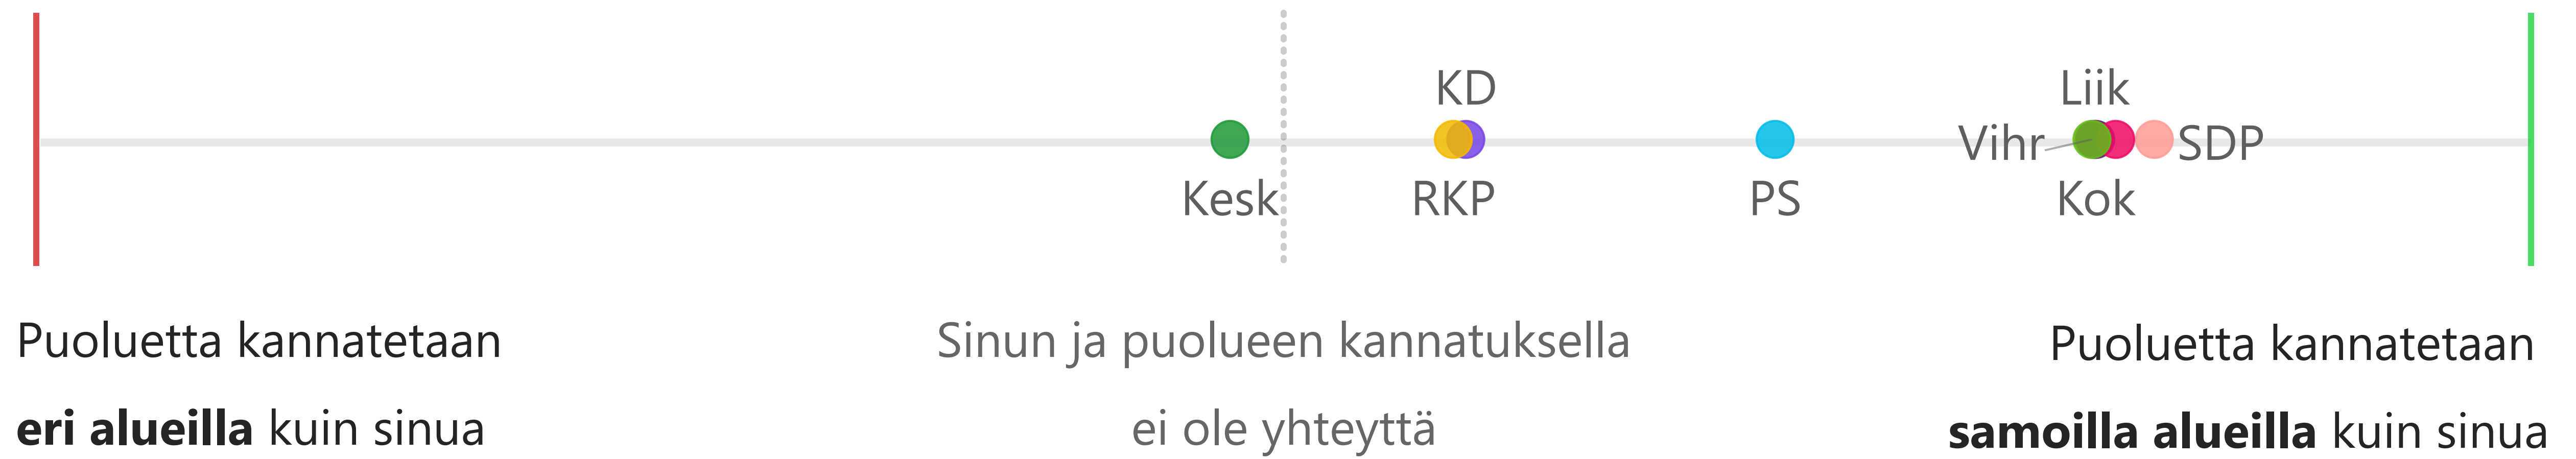 KD
Liik
Vihr
SDP
Kesk
RKP
PS
Kok
Puoluetta kannatetaan
eri alueilla kuin sinua
Sinun ja puolueen kannatuksella
ei ole yhteyttä
Puoluetta kannatetaan
samoilla alueilla kuin sinua